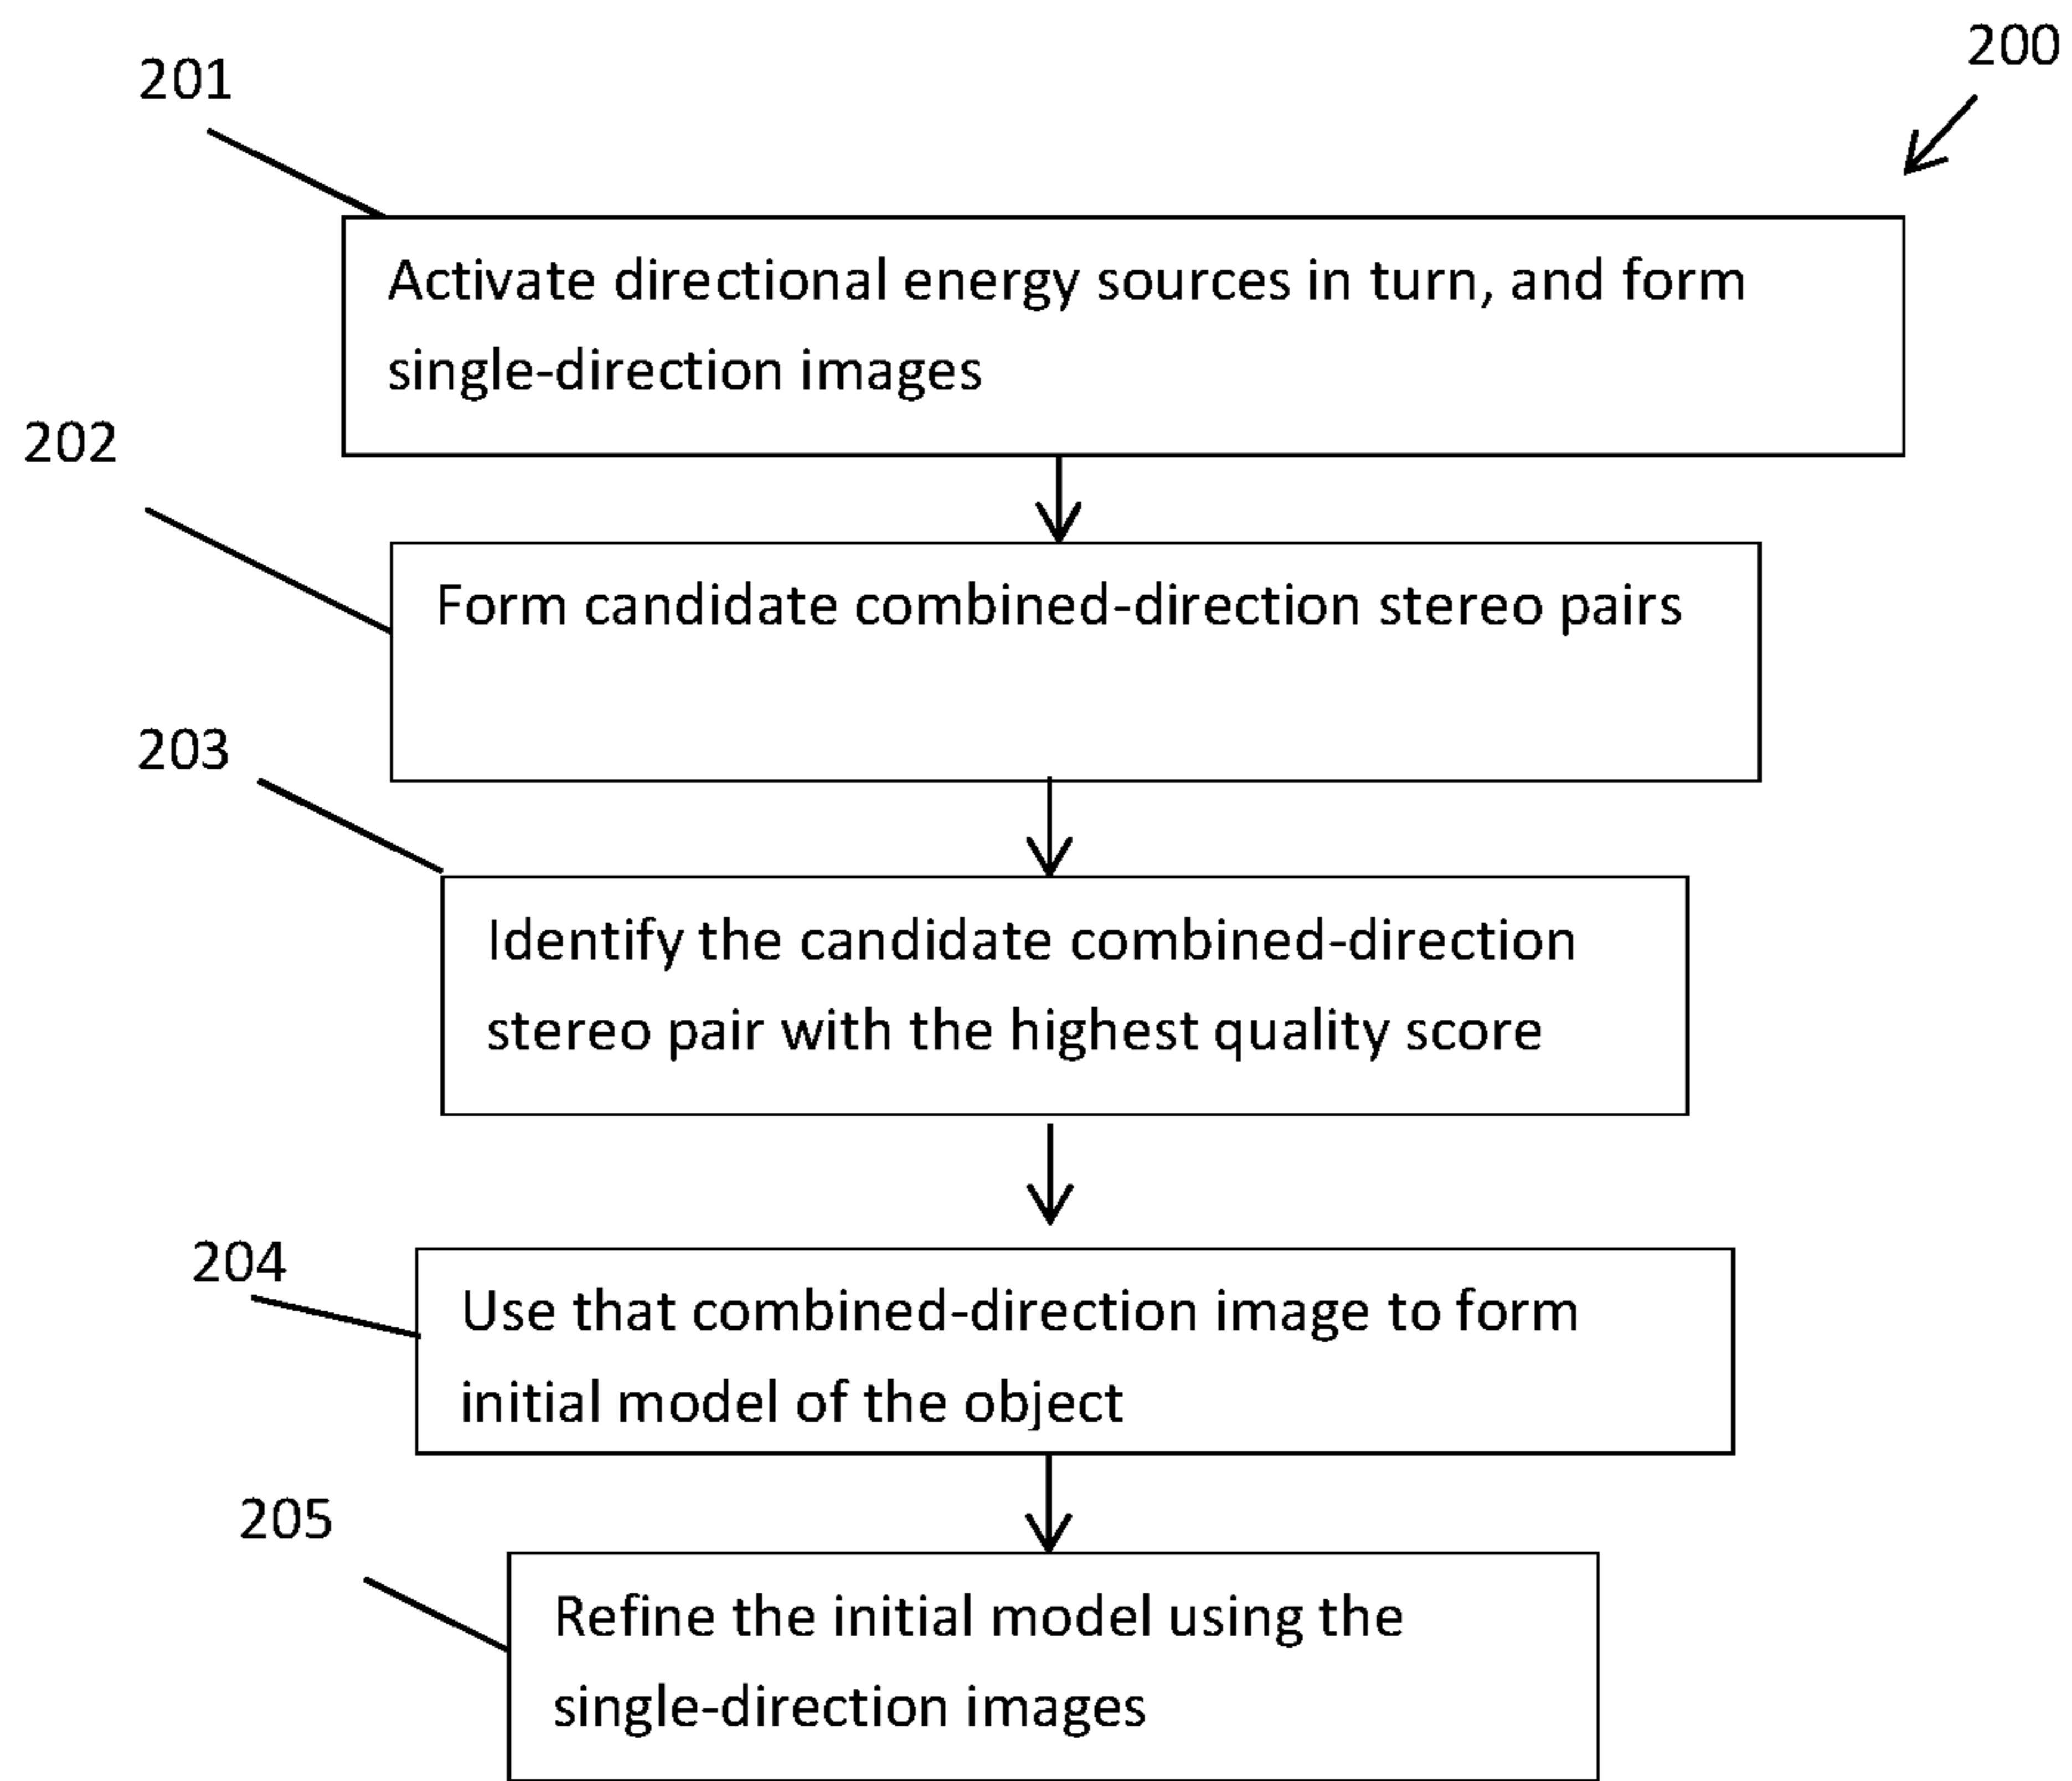 200
201
Activate directional energy sources in turn, and form
single-direction images
202
Form candidate combined-direction stereo pairs
203
Identify the candidate combined-direction
stereo pair with the highest quality score
204
Use that combined-direction image to form
initial model of the object
205
Refine the initial model using the
single-direction images